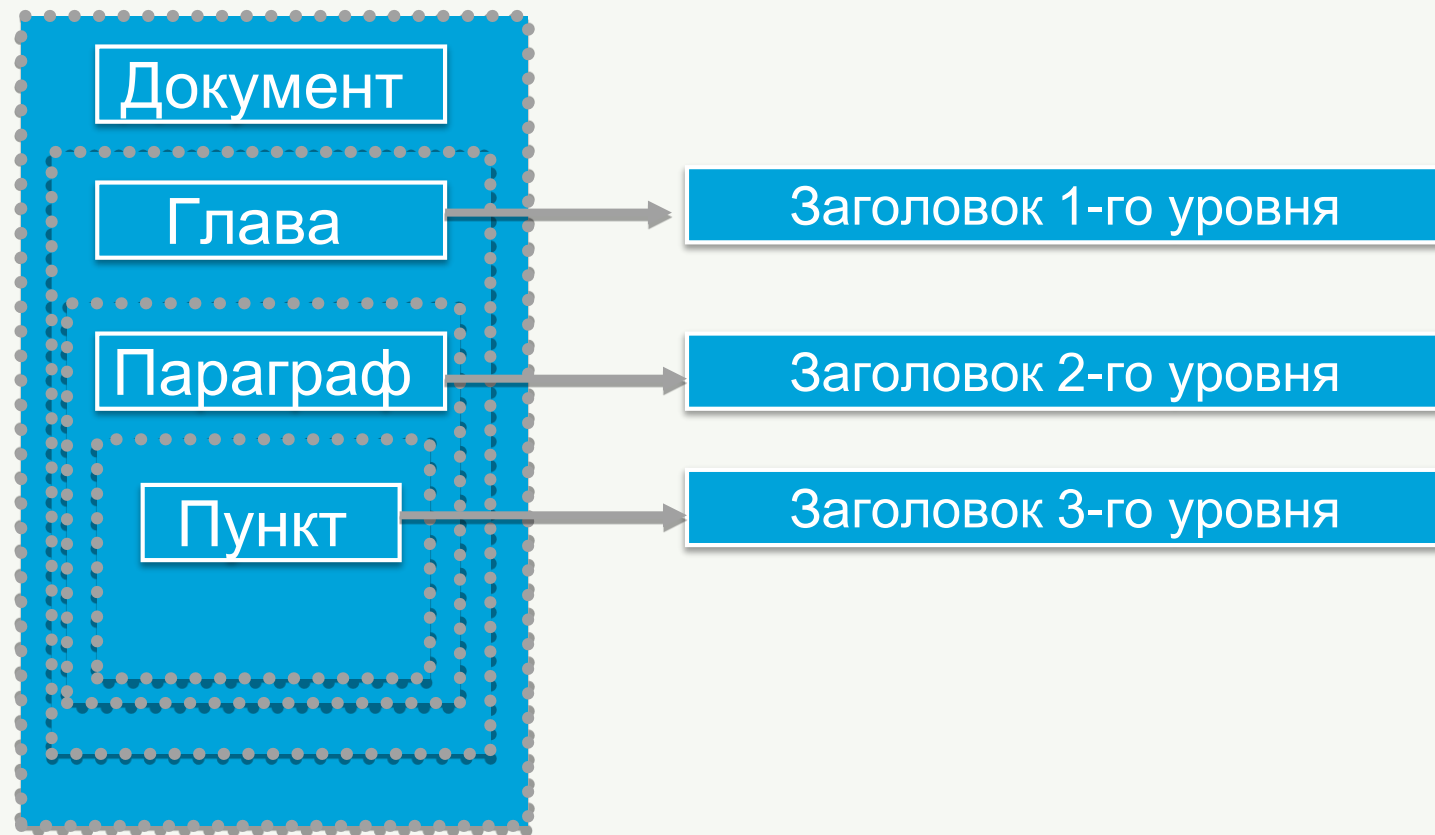 Документ
Глава
Заголовок 1-го уровня
Параграф
Заголовок 2-го уровня
Пункт
Заголовок 3-го уровня